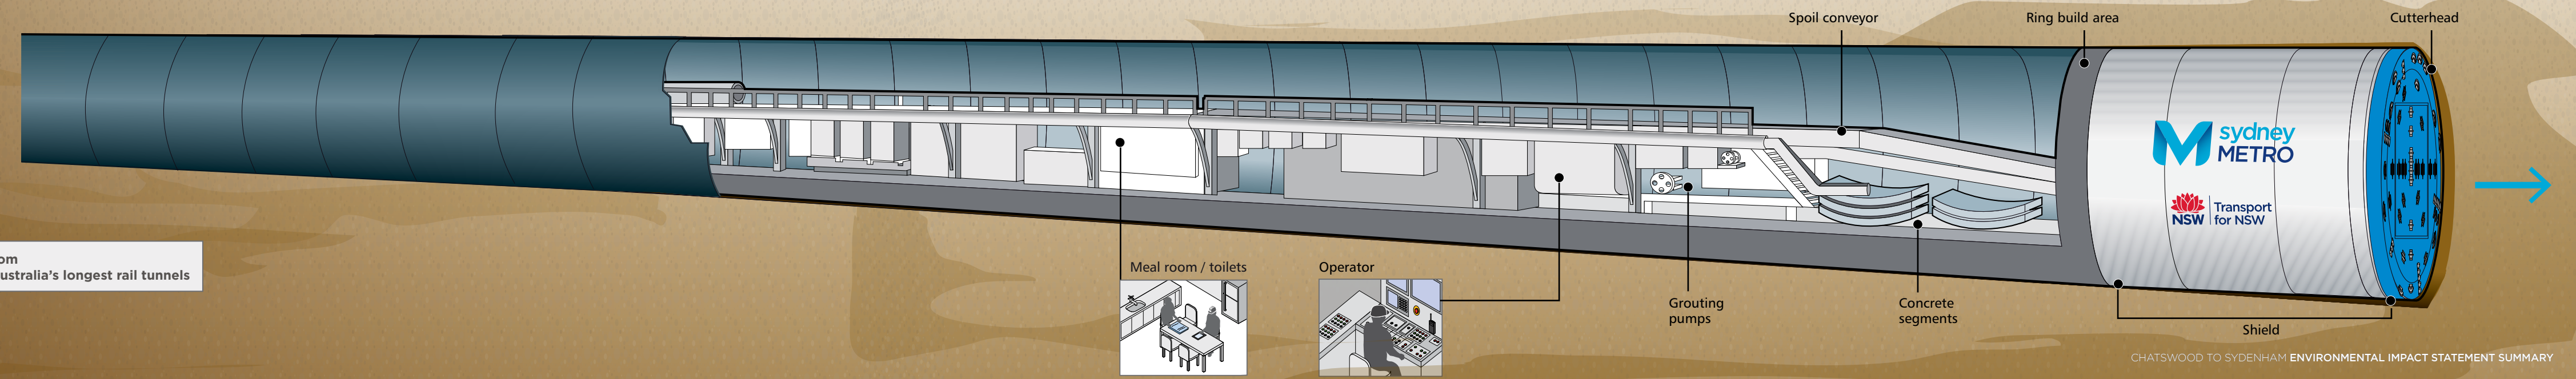 Spoil conveyor
Ring build area
Cutterhead
sydney
METRO
NSW
Transport
for NSW
ustralia's longest rail tunnels
Meal room / toilets
Operator
Grouting
pumps
Concrete
segments
Shield
CHATSWOOD TO SYDENHAM ENVIRONMENTAL IMPACT STATEMENT SUMMARY